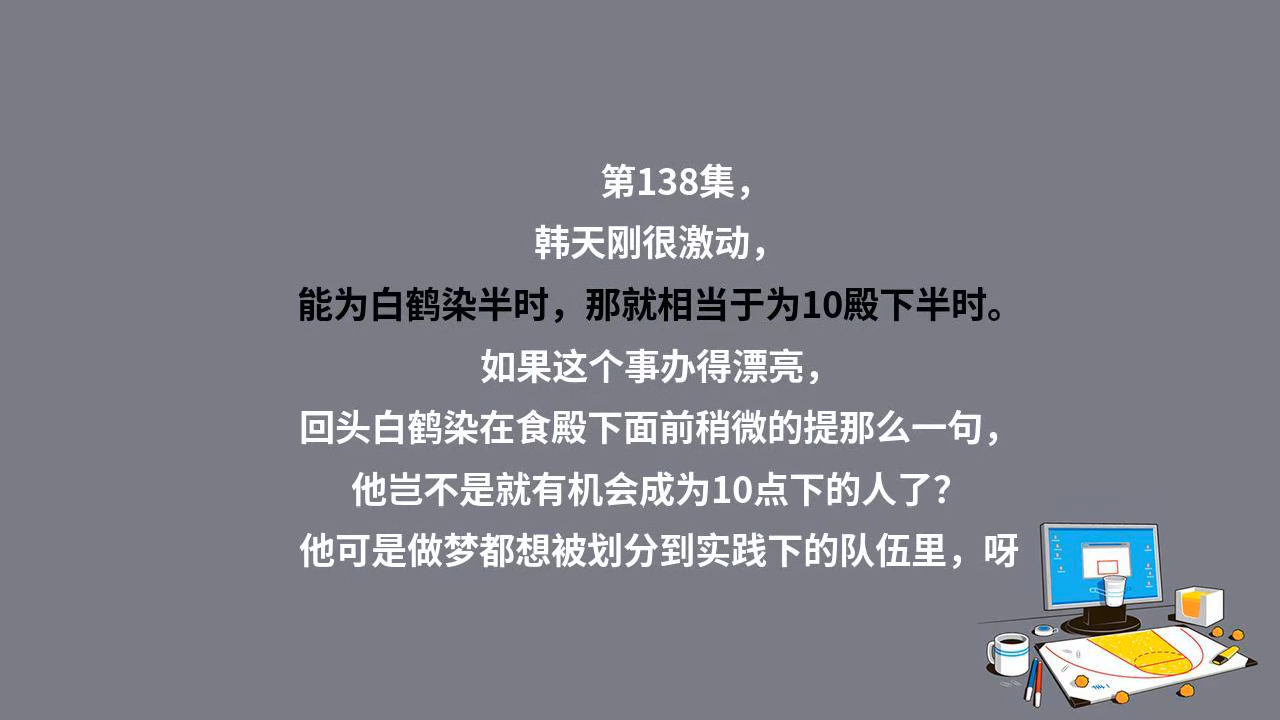 第138集，
韩天刚很激动，
能为白鹤染半时，那就相当于为10殿下半时。
如果这个事办得漂亮，
回头白鹤染在食殿下面前稍微的提那么一句，
他岂不是就有机会成为10点下的人了？
他可是做梦都想被划分到实践下的队伍里，呀